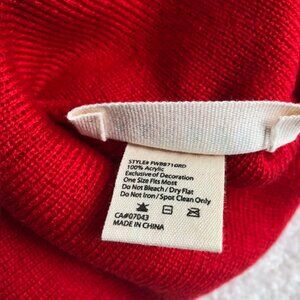 STYLE# PWBB710RD
100% Acrylic
Exclusive of Decoration
One Size Fits Most
Do Not Bleach / Dry Flat
Do Not Iron / Spot Clean Only
CA#07043
MADE IN CHINA